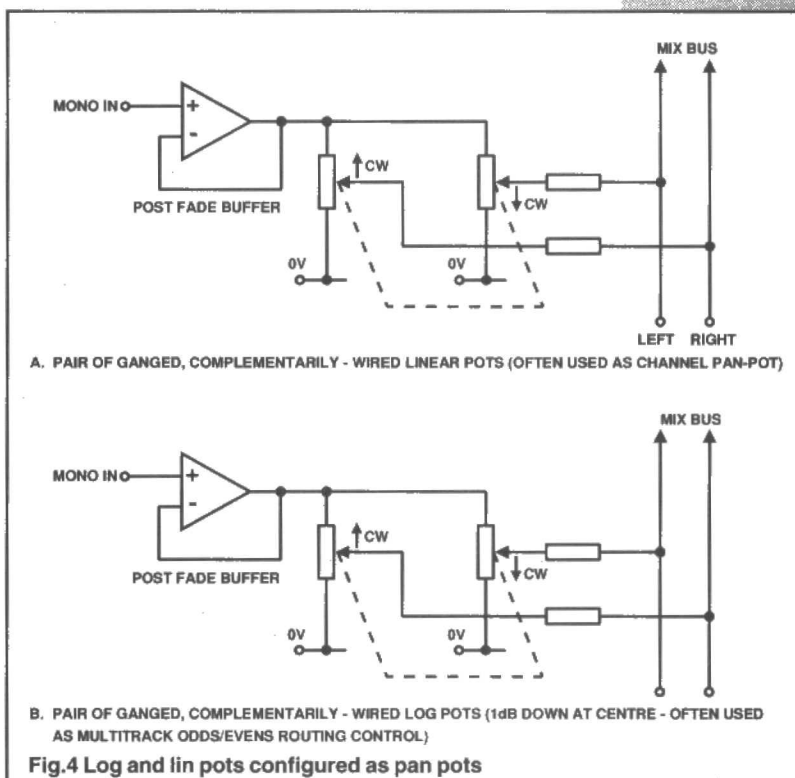 MIX BUS
MONO IN
+
-
CW
CW
POST FADE BUFFER
0V
0V
LEFT RIGHT
A. PAIR OF GANGED, COMPLEMENTARILY - WIRED LINEAR POTS (OFTEN USED AS CHANNEL PAN-POT)
MIX BUS
MONO IN
+
-
CW
CW
POST FADE BUFFER
0V
0V
B. PAIR OF GANGED, COMPLEMENTARILY - WIRED LOG POTS (1dB DOWN AT CENTRE - OFTEN USED
AS MULTITRACK ODDS/EVENS ROUTING CONTROL)
Fig.4 Log and lin pots configured as pan pots